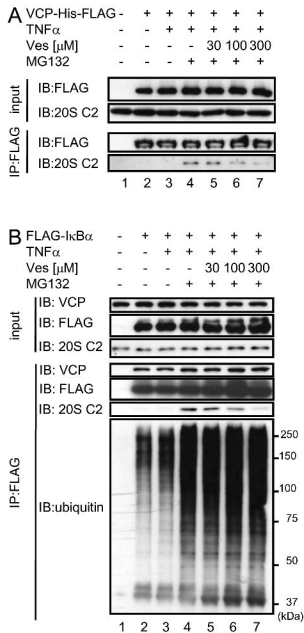 A VCP-His-FLAG - + + + + + +
TNFα - - + + + + +
Ves [μM] - - - - 30 100 300
MG132 - - - + + + +
input
IB:FLAG
IB:20S C2
IP:FLAG
IB:FLAG
IB:20S C2
1 2 3 4 5 6 7
B FLAG-IκBα - + + + + + +
TNFα - - + + + + +
Ves [μM] - - - - 30 100 300
MG132 - - - + + + +
input
IB: VCP
IB: FLAG
IB: 20S C2
IP:FLAG
IB: VCP
IB: FLAG
IB: 20S C2
IB:ubiquitin
250
150
100
75
50
37
(kDa)
1 2 3 4 5 6 7